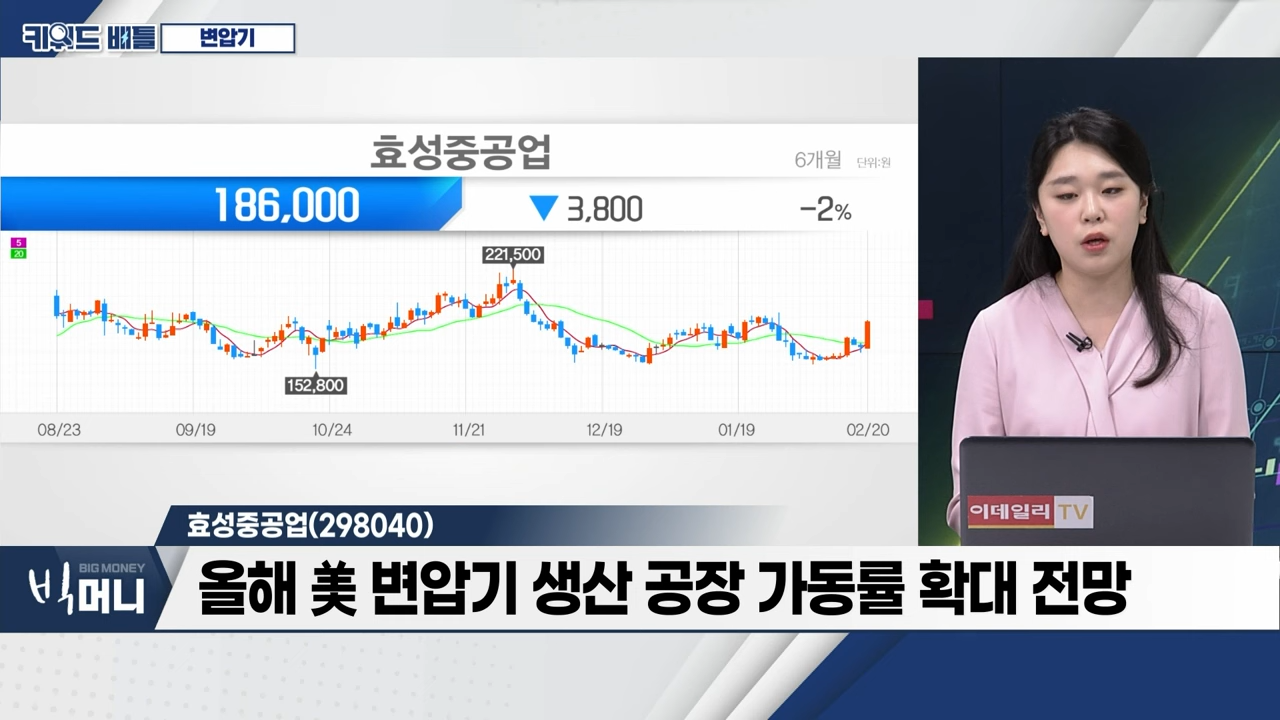 키워드 배틀
변압기
효성중공업
6개월 단위:원
186,000 ▼ 3,800 -2%
5
20
221,500
152,800
08/23 09/19 10/24 11/21 12/19 01/19 02/20
이데일리 TV
효성중공업(298040)
BIG MONEY
빅머니
올해 美 변압기 생산 공장 가동률 확대 전망